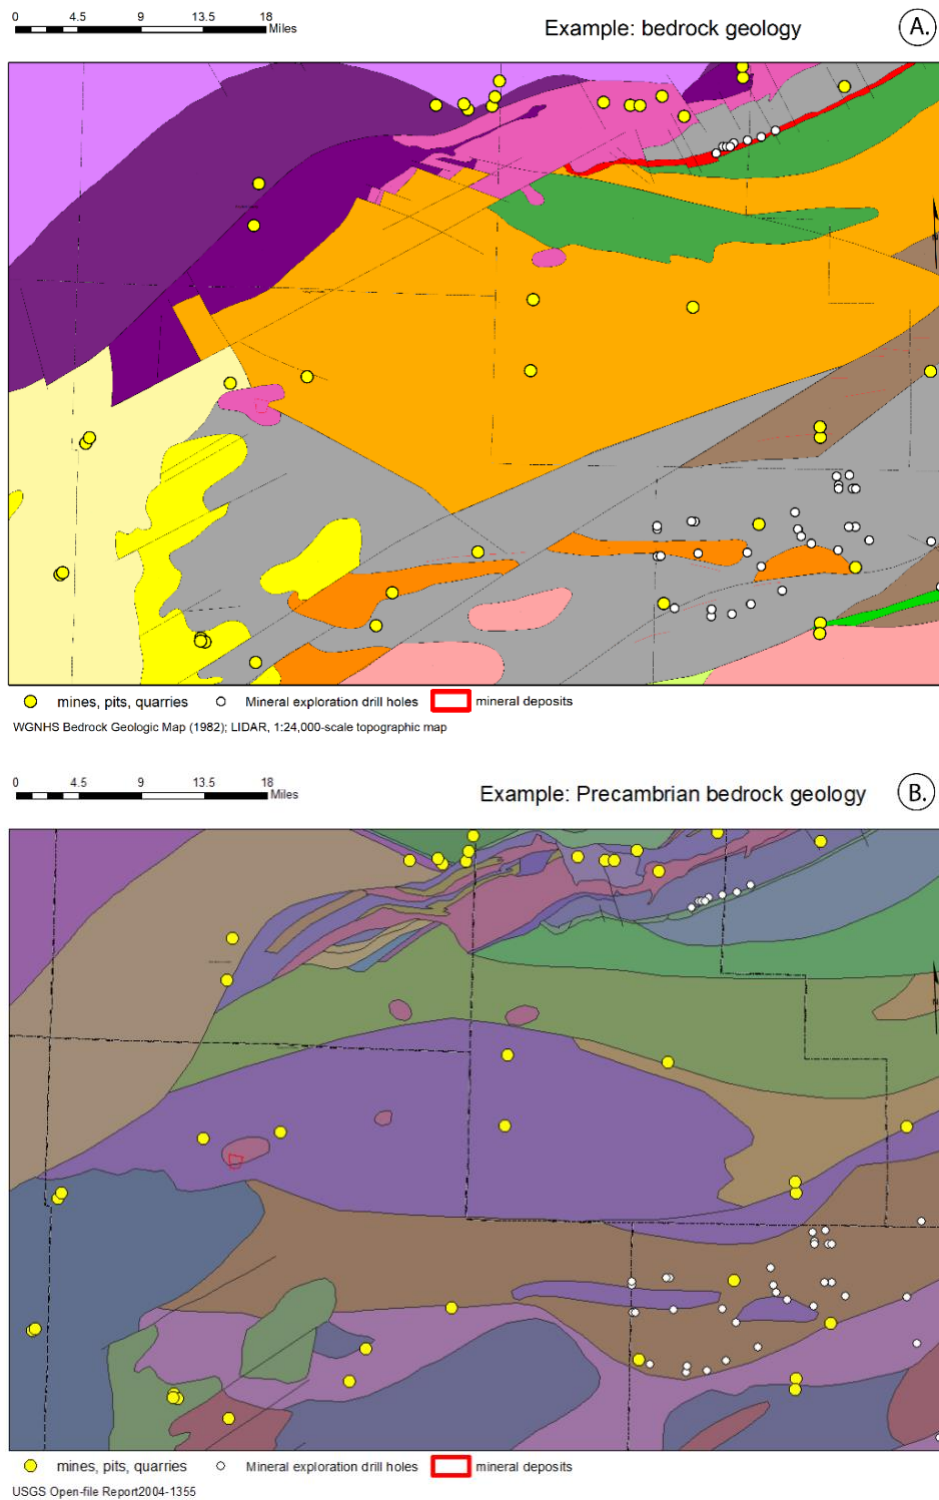 0 4.5 9 13.5 18
Miles
Example: bedrock geology
A.
mines, pits, quarries
Mineral exploration drill holes
mineral deposits
WGNHS Bedrock Geologic Map (1982); LIDAR, 1:24,000-scale topographic map
0 4.5 9 13.5 18
Miles
Example: Precambrian bedrock geology
B.
mines, pits, quarries
Mineral exploration drill holes
mineral deposits
USGS Open-file Report2004-1355